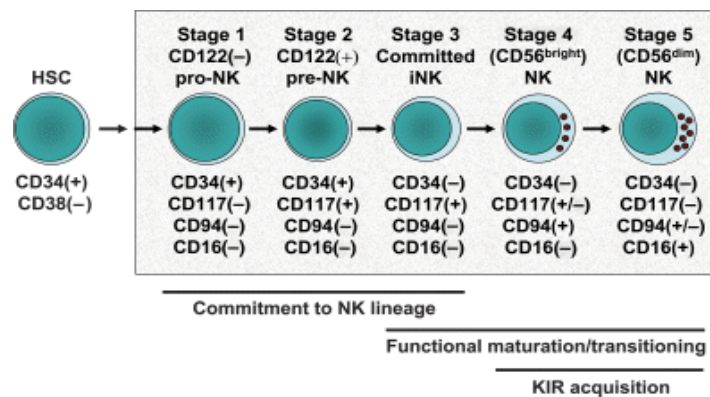 HSC
CD34(+)
CD38(–)
Stage 1
CD122(–)
pro-NK
CD34(+)
CD117(–)
CD94(–)
CD16(–)
Stage 2
CD122(+)
pre-NK
CD34(+)
CD117(+)
CD94(–)
CD16(–)
Stage 3
Committed
iNK
CD34(–)
CD117(+)
CD94(–)
CD16(–)
Stage 4
(CD56bright)
NK
CD34(–)
CD117(+/–)
CD94(+)
CD16(–)
Stage 5
(CD56dim)
NK
CD34(–)
CD117(–)
CD94(+/–)
CD16(+)
Commitment to NK lineage
Functional maturation/transitioning
KIR acquisition